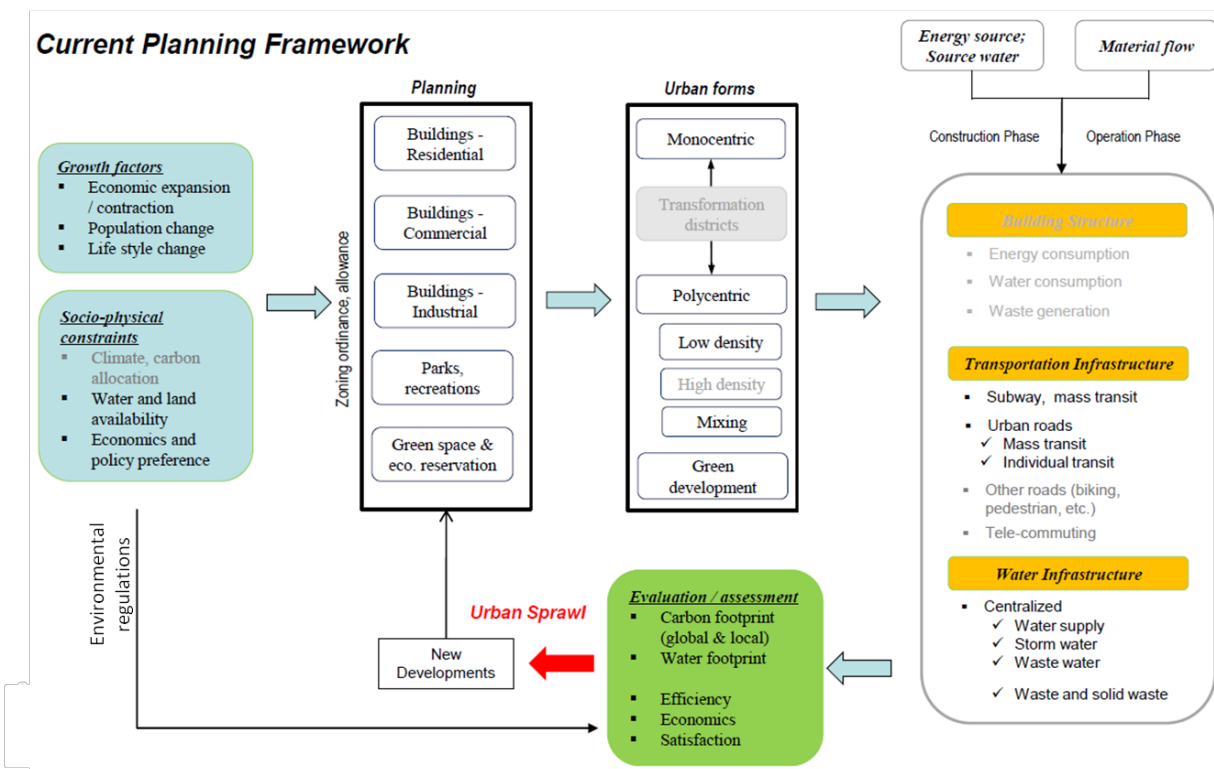 Current Planning Framework
Energy source;
Source water
Material flow
Construction Phase
Operation Phase
Growth factors
▪ Economic expansion
/ contraction
▪ Population change
▪ Life style change
Socio-physical
constraints
▪ Climate, carbon
allocation
▪ Water and land
availability
▪ Economics and
policy preference
Environmental
regulations
Zoning ordinance, allowance
Planning
Buildings -
Residential
Buildings -
Commercial
Buildings -
Industrial
Parks,
recreations
Green space &
eco. reservation
Urban forms
Monocentric
Transformation
districts
Polycentric
Low density
High density
Mixing
Green
development
Building Structure
▪ Energy consumption
▪ Water consumption
▪ Waste generation
Transportation Infrastructure
▪ Subway, mass transit
▪ Urban roads
✓ Mass transit
✓ Individual transit
▪ Other roads (biking,
pedestrian, etc.)
▪ Tele-commuting
Water Infrastructure
▪ Centralized
✓ Water supply
✓ Storm water
✓ Waste water
✓ Waste and solid waste
Evaluation / assessment
▪ Carbon footprint
(global & local)
▪ Water footprint
▪ Efficiency
▪ Economics
▪ Satisfaction
Urban Sprawl
New
Developments